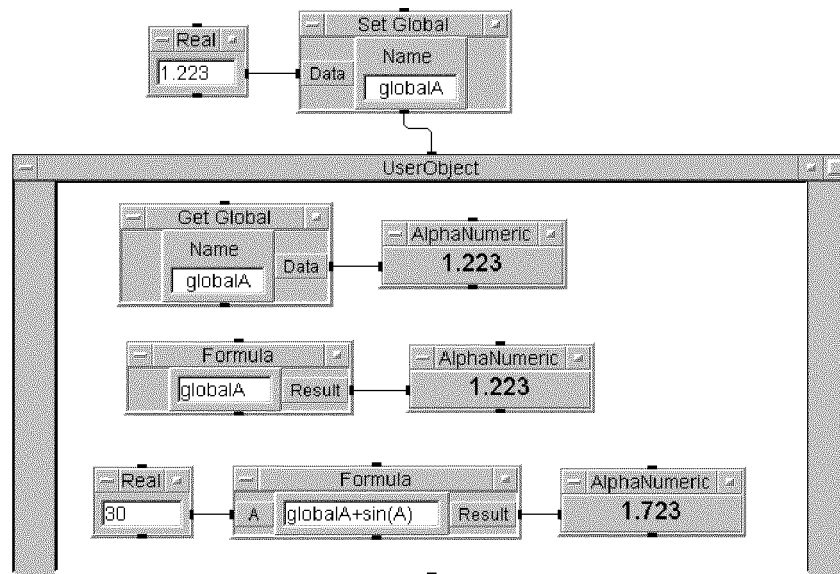 Real
1.223
Set Global
Data
Name
globalA
UserObject
Get Global
Name
globalA
Data
AlphaNumeric
1.223
Formula
globalA
Result
AlphaNumeric
1.223
Real
30
Formula
A
globalA+sin(A)
Result
AlphaNumeric
1.723